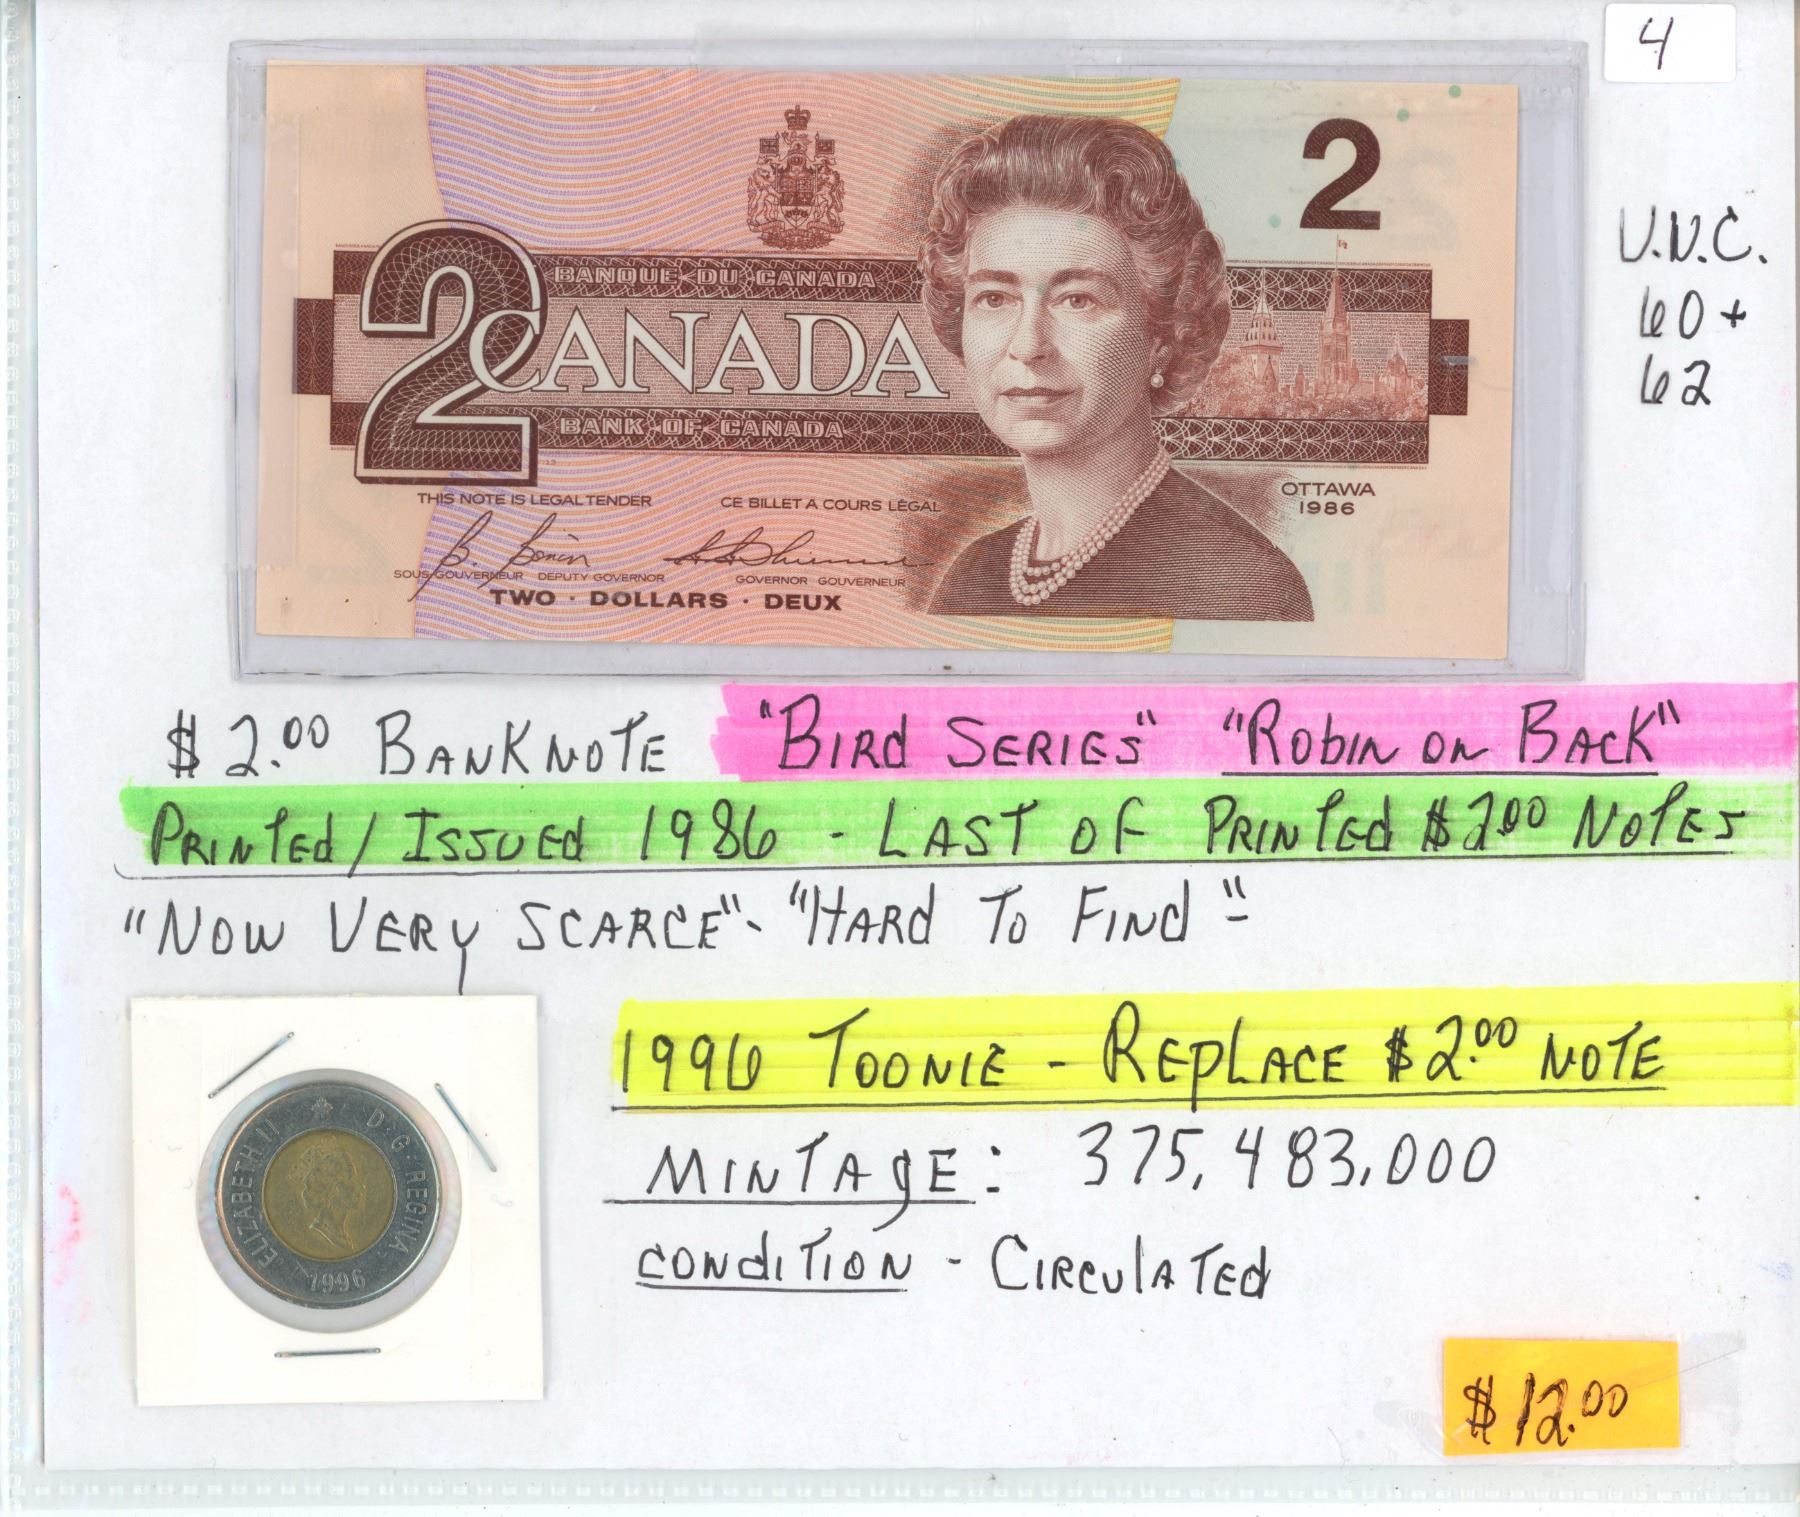 4
2
BANQUE DU CANADA
2
CANADA
BANK OF CANADA
THIS NOTE IS LEGAL TENDER CE BILLET A COURS LÉGAL
OTTAWA
1986
B. Bonin
SOUS-GOUVERNEUR DEPUTY GOVERNOR GOVERNOR GOUVERNEUR
TWO · DOLLARS · DEUX
U.N.C.
60+
62
$2.00 BANKNOTE "BIRd SERIES" "RObIN ON BACK"
PRINTEd / ISSUEd 1986 - LAST OF PRINTEd $2.00 NOTES
"NOW VERY SCARCE" - "HARd TO FINd"
1996 TOONIE - REPLACE $2.00 NOTE
MINTAgE: 375,483,000
CONdITION - CIRCULATEd
ELIZABETH II D·G·REGINA
1996
$12.00